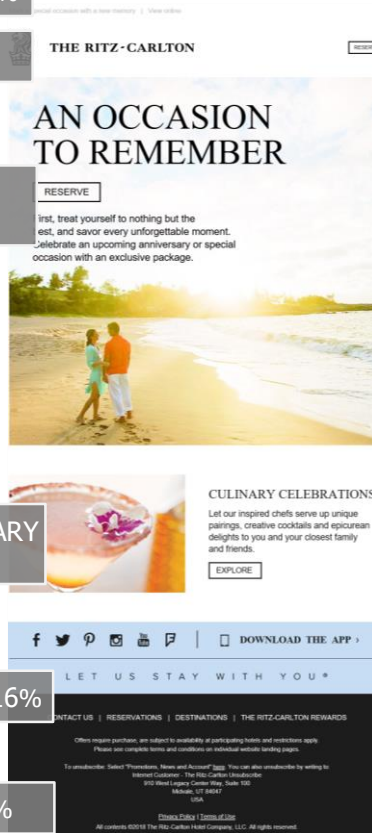 pecial occasion with a new memory | View online
THE RITZ-CARLTON
RESER
AN OCCASION
TO REMEMBER
RESERVE
irst, treat yourself to nothing but the
est, and savor every unforgettable moment.
Celebrate an upcoming anniversary or special
occasion with an exclusive package.
CULINARY CELEBRATIONS
Let our inspired chefs serve up unique
pairings, creative cocktails and epicurean
delights to you and your closest family
and friends.
EXPLORE
ARY
DOWNLOAD THE APP ›
LET US STAY WITH YOU®
6%
ONTACT US | RESERVATIONS | DESTINATIONS | THE RITZ-CARLTON REWARDS
Offers require purchase, are subject to availability at participating hotels and restrictions apply.
Please see complete terms and conditions on individual website landing pages.
To unsubscribe: Select "Promotions, News and Account" here. You can also unsubscribe by writing to:
Internet Customer - The Ritz-Carlton Unsubscribe
910 West Legacy Center Way, Suite 100
Midvale, UT 84047
USA
%
Privacy Policy | Terms of Use
All contents ©2018 The Ritz-Carlton Hotel Company, LLC. All rights reserved.